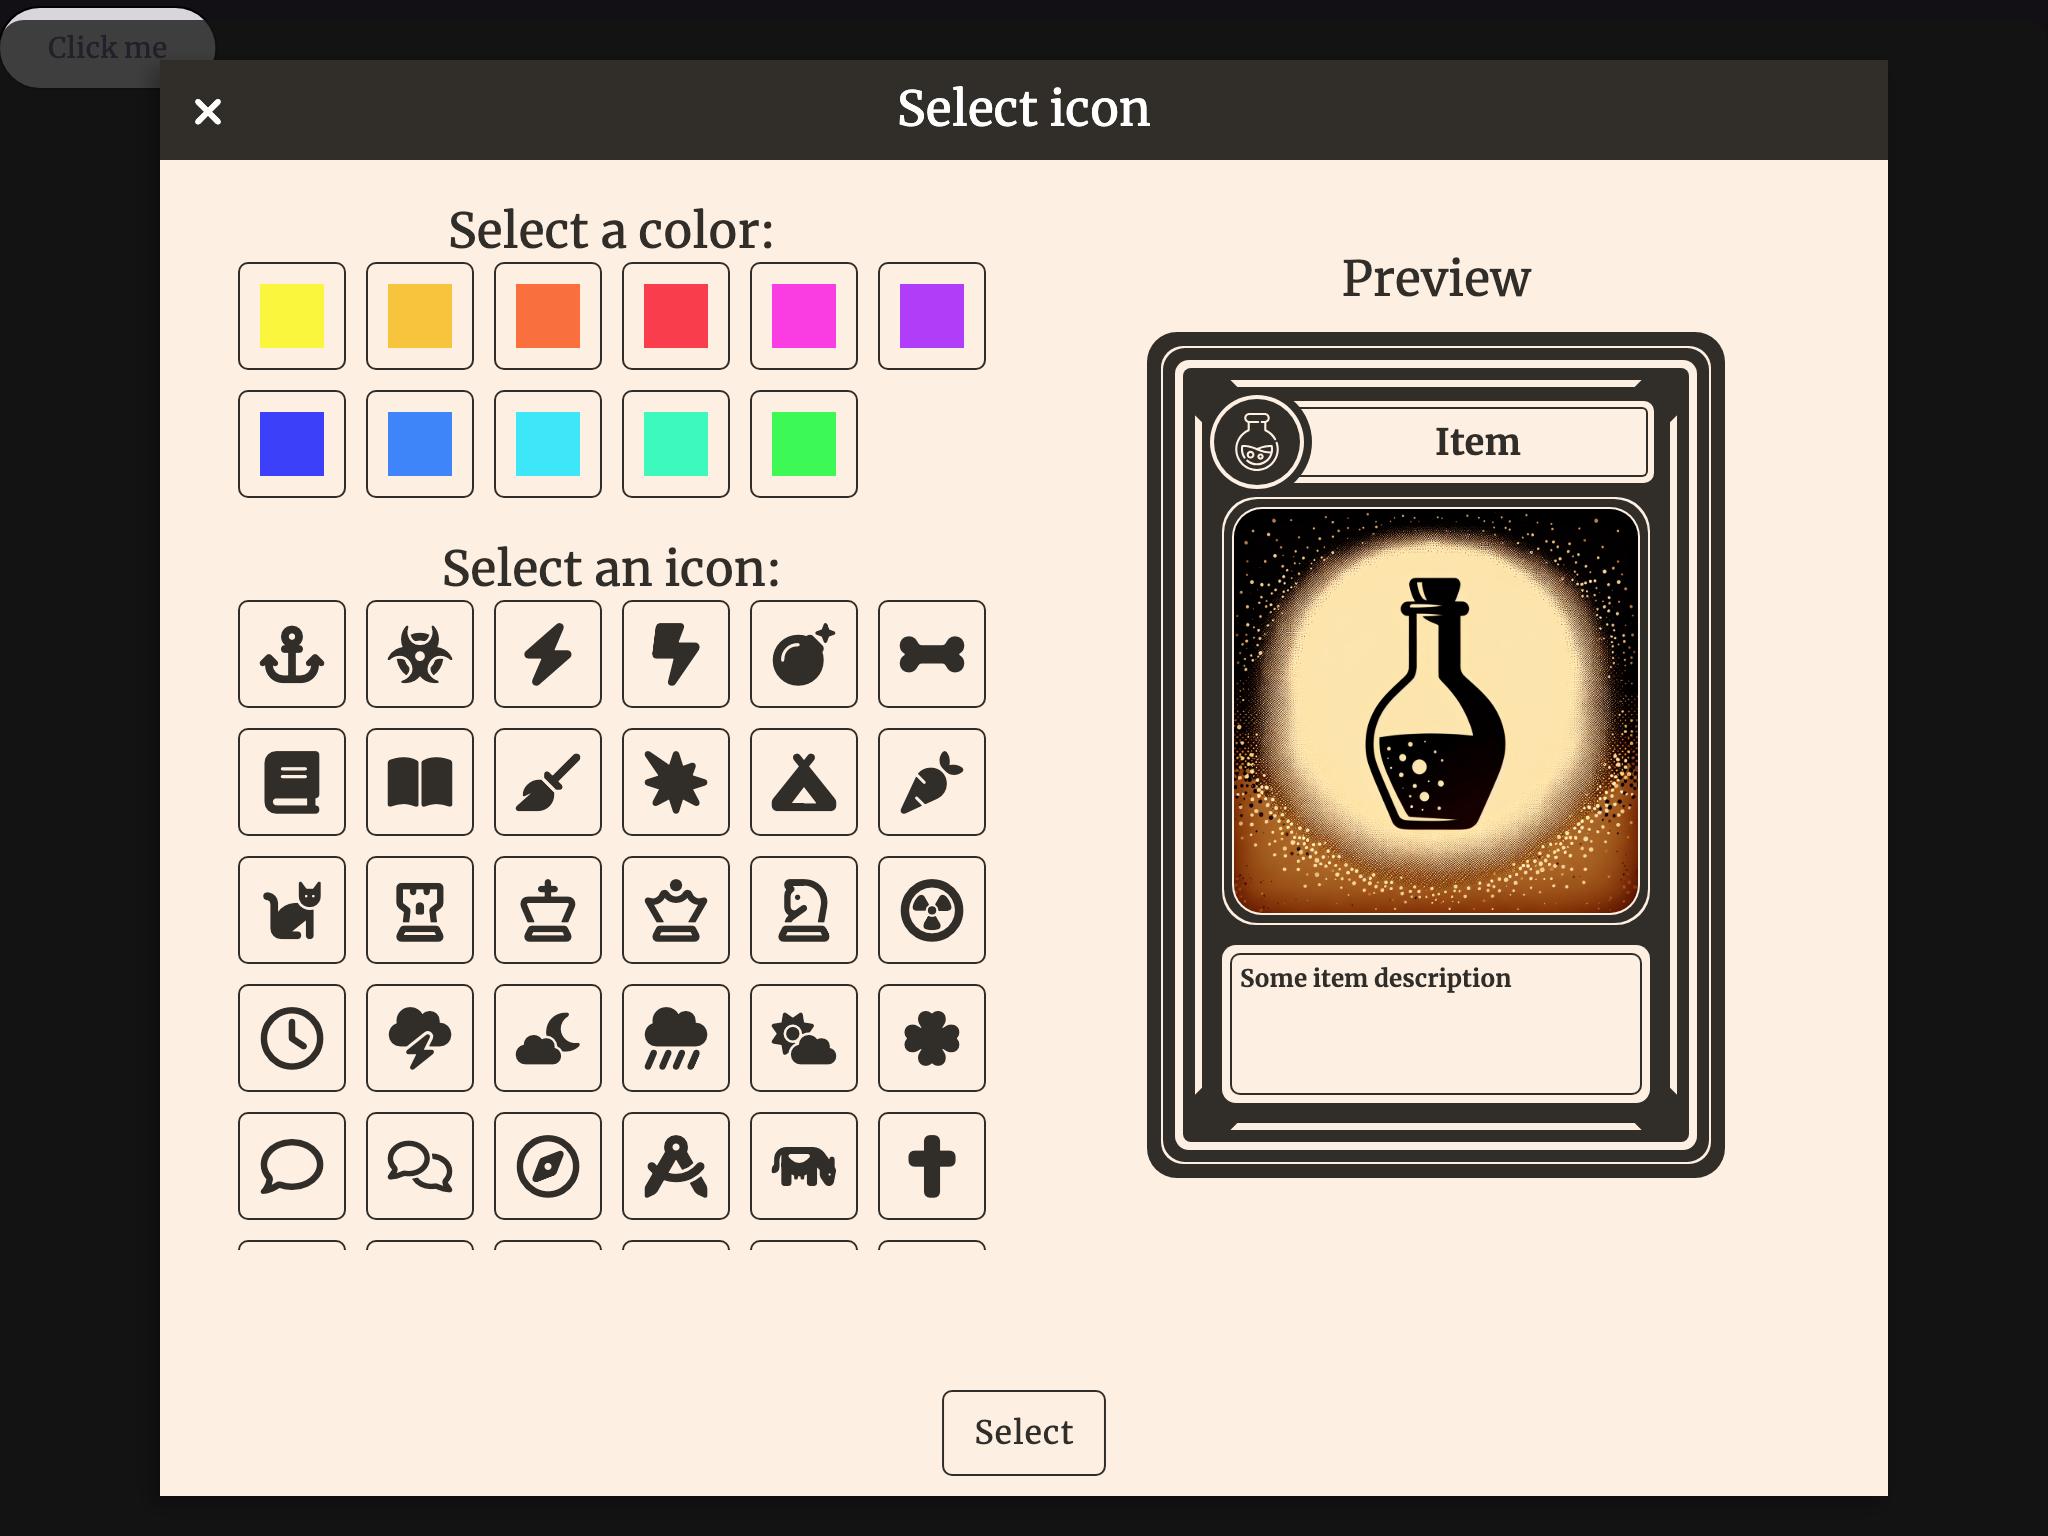 Click me
Select icon
Select a color:
Preview
Item
Select an icon:
Some item description
Select